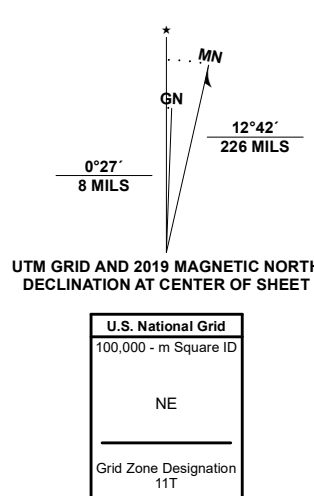 ★
MN
GN
12°42´
226 MILS
0°27´
8 MILS
UTM GRID AND 2019 MAGNETIC NORTH
DECLINATION AT CENTER OF SHEET
U.S. National Grid
100,000 - m Square ID
NE
Grid Zone Designation
11T